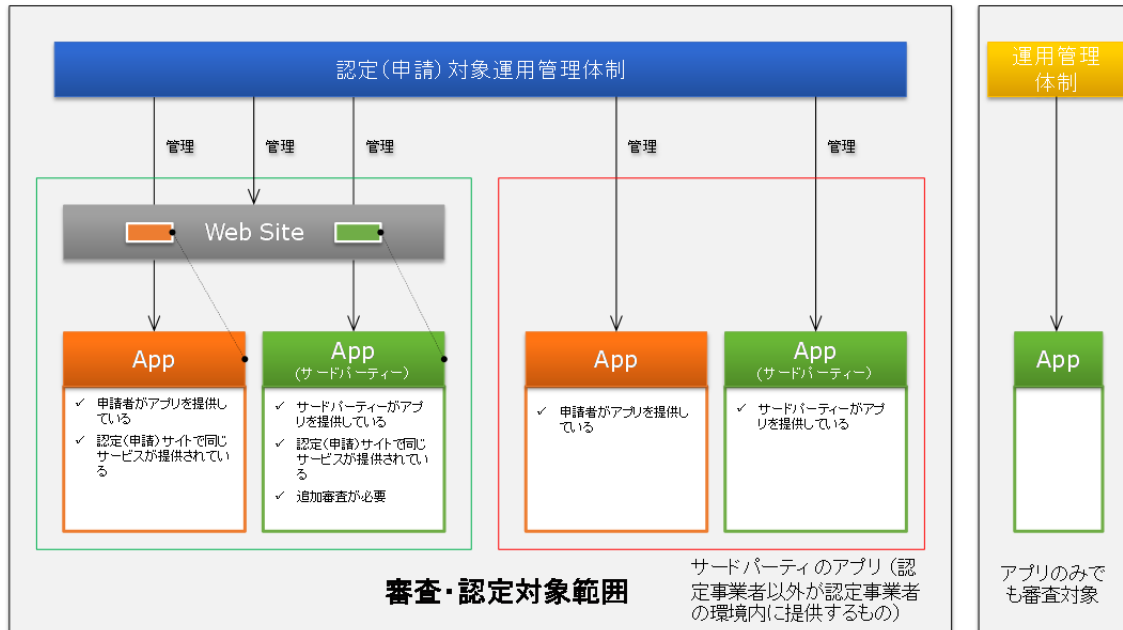 認定(申請)対象運用管理体制
管理
管理
管理
管理
管理
Web Site
App
✓ 申請者がアプリを提供し
ている
✓ 認定(申請)サイトで同じ
サービスが提供されてい
る
App
(サードパーティー)
✓ サードパーティーがアプ
リを提供している
✓ 認定(申請)サイトで同じ
サービスが提供されてい
る
✓ 追加審査が必要
App
✓ 申請者がアプリを提供し
ている
App
(サードパーティー)
✓ サードパーティーがア
プリを提供している
審査・認定対象範囲
サードパーティのアプリ(認
定事業者以外が認定事業者
の環境内に提供するもの)
運用管理
体制
App
アプリのみで
も審査対象